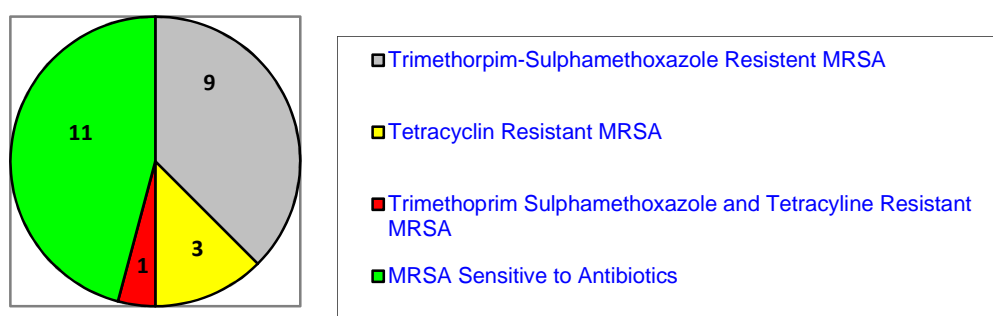 9
11
3
1
Trimethorpim-Sulphamethoxazole Resistent MRSA
Tetracyclin Resistant MRSA
Trimethoprim Sulphamethoxazole and Tetracyline Resistant
MRSA
MRSA Sensitive to Antibiotics